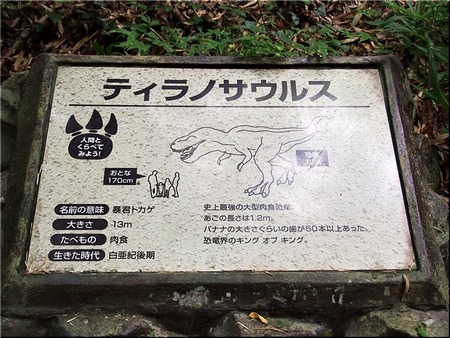 ティラノサウルス
人間と
くらべて
みよう!
おとな
170cm
名前の意味 暴君トカゲ
大きさ 13m
たべもの 肉食
生きた時代 白亜紀後期
史上最強の大型肉食恐竜
あごの長さは1.2m。
バナナの大きさぐらいの歯が50本以上あった。
恐竜界のキング オブ キング。